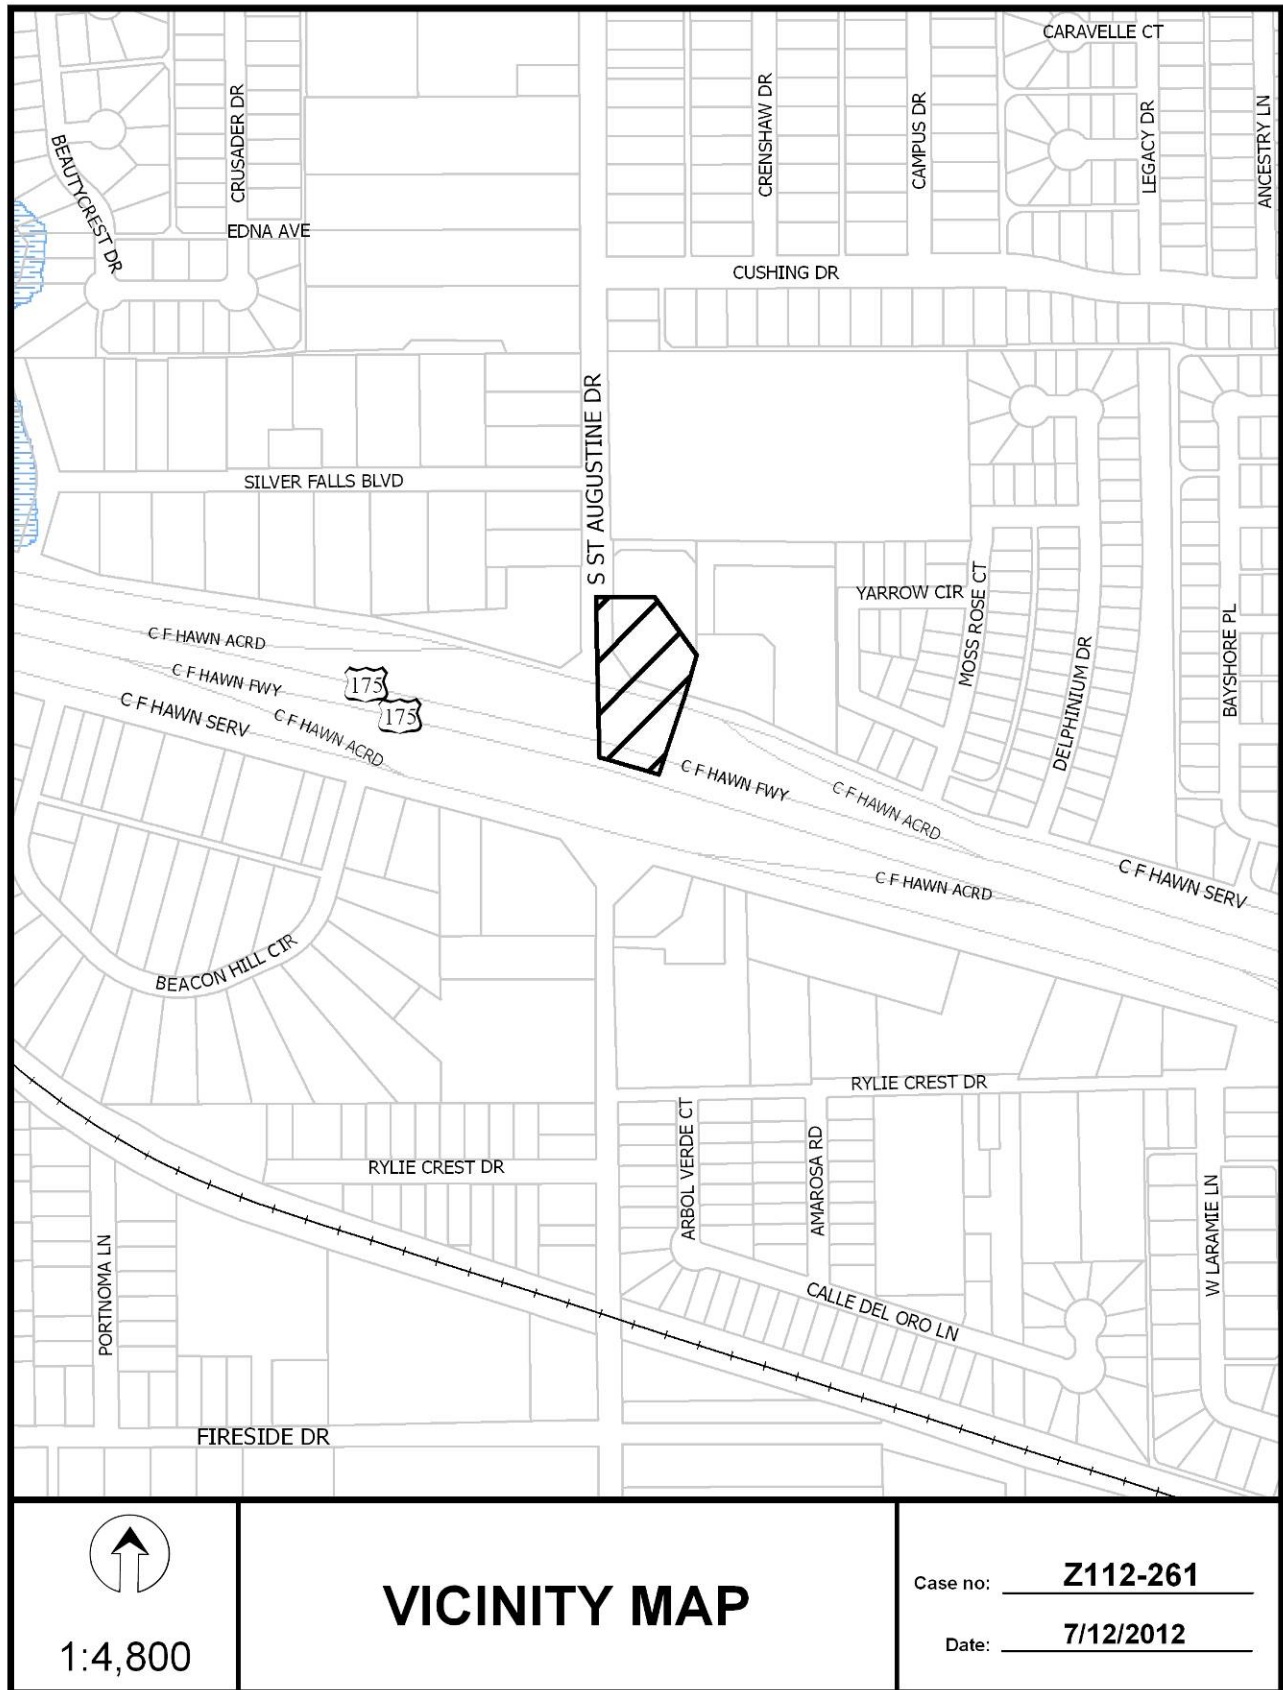 CARAVELLE CT
BEAUTYCREST DR
CRUSADER DR
CRENSHAW DR
CAMPUS DR
LEGACY DR
ANCESTRY LN
EDNA AVE
CUSHING DR
S ST AUGUSTINE DR
SILVER FALLS BLVD
YARROW CIR
MOSS ROSE CT
DELPHINIUM DR
BAYSHORE PL
C F HAWN ACRD
C F HAWN FWY
175
175
C F HAWN SERV
C F HAWN ACRD
C F HAWN FWY
C F HAWN ACRD
C F HAWN ACRD
C F HAWN SERV
BEACON HILL CIR
RYLIE CREST DR
RYLIE CREST DR
ARBOL VERDE CT
AMAROSA RD
W LARAMIE LN
PORTNOMA LN
CALLE DEL ORO LN
FIRESIDE DR
1:4,800
VICINITY MAP
Case no: Z112-261
Date: 7/12/2012